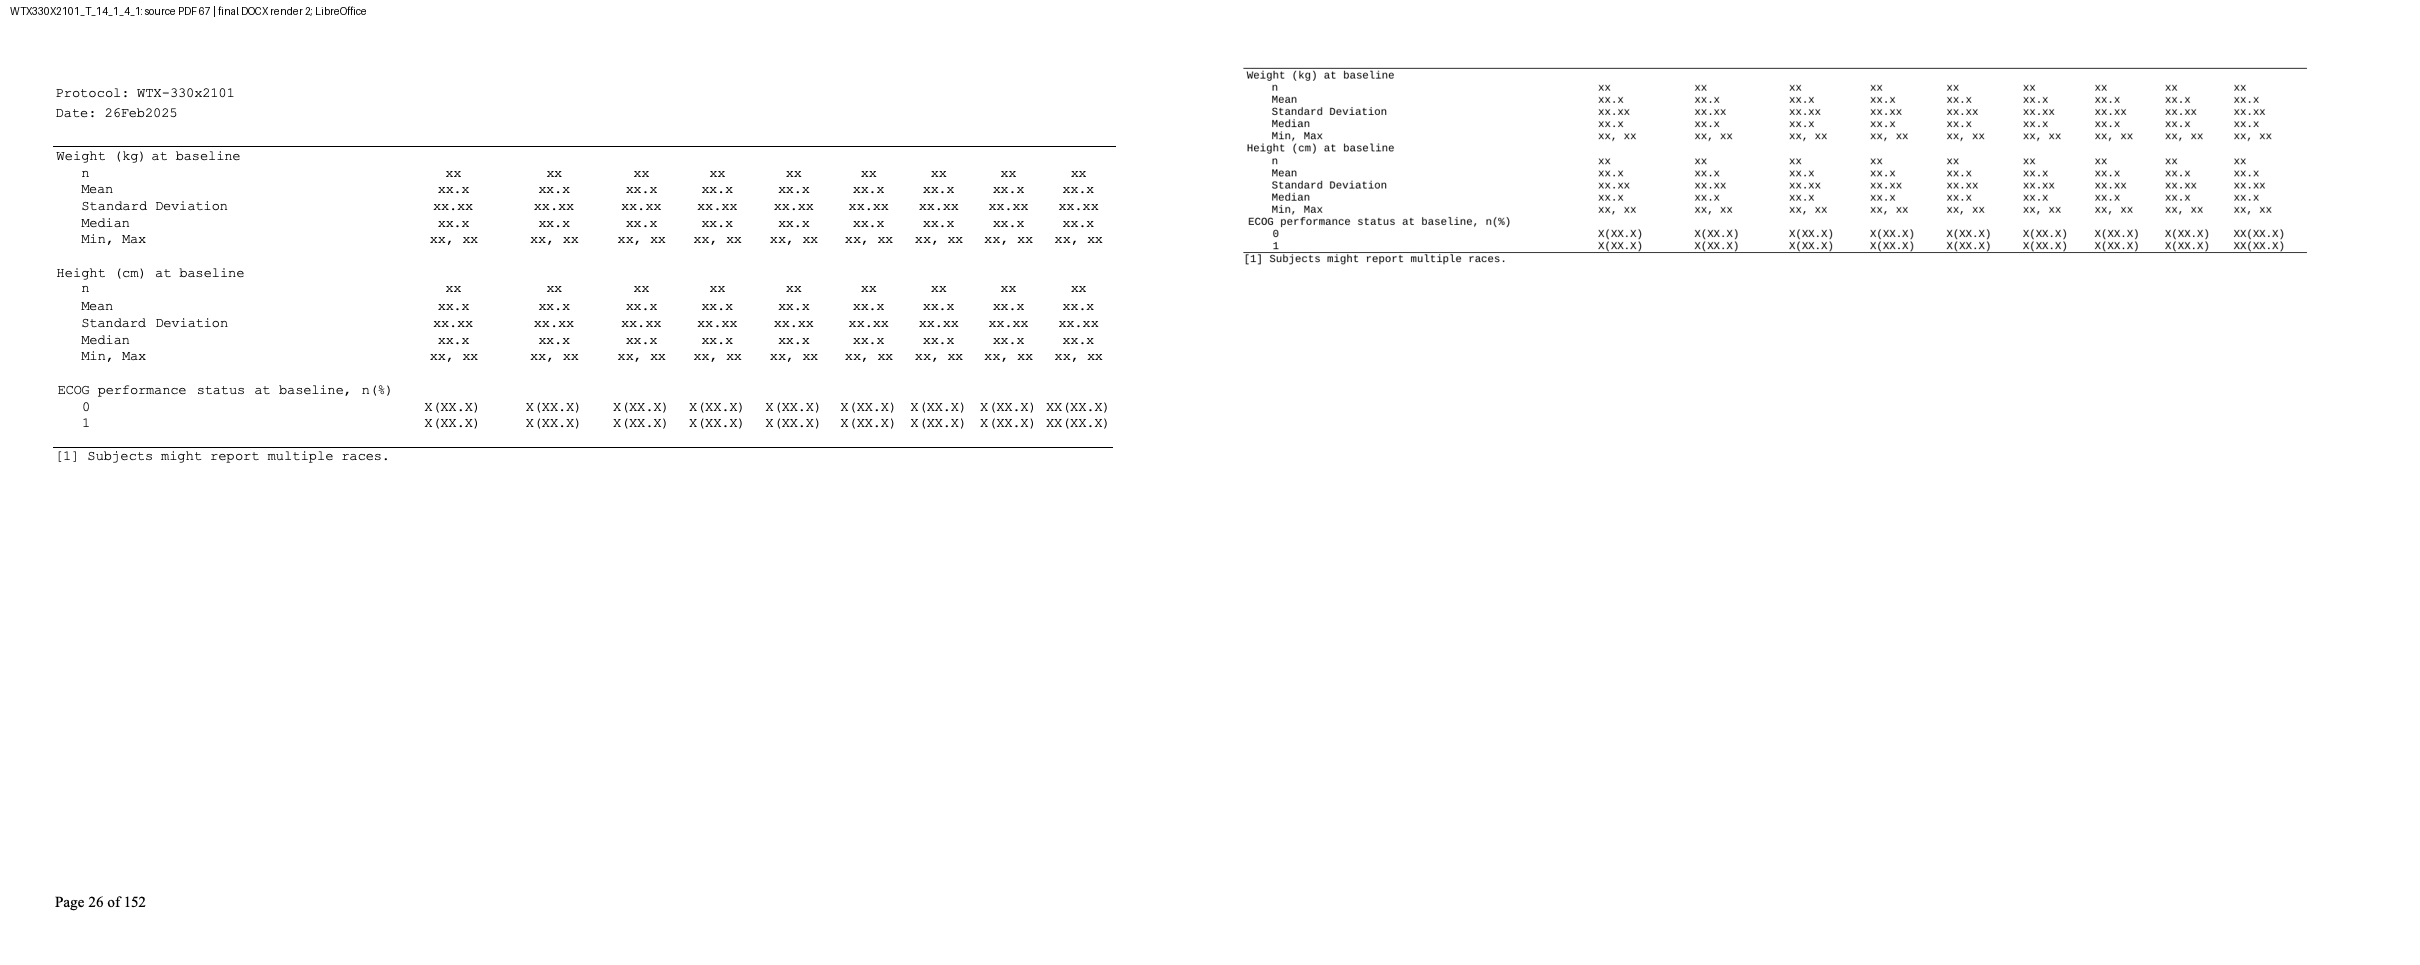 WTX330X2101_T_14_1_4_1: source PDF 67 | final DOCX render 2; LibreOffice
Protocol: WTX-330x2101
Date: 26Feb2025
Weight (kg) at baseline
n xx xx xx xx xx xx xx xx xx
Mean xx.x xx.x xx.x xx.x xx.x xx.x xx.x xx.x xx.x
Standard Deviation xx.xx xx.xx xx.xx xx.xx xx.xx xx.xx xx.xx xx.xx xx.xx
Median xx.x xx.x xx.x xx.x xx.x xx.x xx.x xx.x xx.x
Min, Max xx, xx xx, xx xx, xx xx, xx xx, xx xx, xx xx, xx xx, xx xx, xx
Height (cm) at baseline
n xx xx xx xx xx xx xx xx xx
Mean xx.x xx.x xx.x xx.x xx.x xx.x xx.x xx.x xx.x
Standard Deviation xx.xx xx.xx xx.xx xx.xx xx.xx xx.xx xx.xx xx.xx xx.xx
Median xx.x xx.x xx.x xx.x xx.x xx.x xx.x xx.x xx.x
Min, Max xx, xx xx, xx xx, xx xx, xx xx, xx xx, xx xx, xx xx, xx xx, xx
ECOG performance status at baseline, n(%)
0 X(XX.X) X(XX.X) X(XX.X) X(XX.X) X(XX.X) X(XX.X) X(XX.X) X(XX.X) XX(XX.X)
1 X(XX.X) X(XX.X) X(XX.X) X(XX.X) X(XX.X) X(XX.X) X(XX.X) X(XX.X) XX(XX.X)
[1] Subjects might report multiple races.
Page 26 of 152
Weight (kg) at baseline
n xx xx xx xx xx xx xx xx xx
Mean xx.x xx.x xx.x xx.x xx.x xx.x xx.x xx.x xx.x
Standard Deviation xx.xx xx.xx xx.xx xx.xx xx.xx xx.xx xx.xx xx.xx xx.xx
Median xx.x xx.x xx.x xx.x xx.x xx.x xx.x xx.x xx.x
Min, Max xx, xx xx, xx xx, xx xx, xx xx, xx xx, xx xx, xx xx, xx xx, xx
Height (cm) at baseline
n xx xx xx xx xx xx xx xx xx
Mean xx.x xx.x xx.x xx.x xx.x xx.x xx.x xx.x xx.x
Standard Deviation xx.xx xx.xx xx.xx xx.xx xx.xx xx.xx xx.xx xx.xx xx.xx
Median xx.x xx.x xx.x xx.x xx.x xx.x xx.x xx.x xx.x
Min, Max xx, xx xx, xx xx, xx xx, xx xx, xx xx, xx xx, xx xx, xx xx, xx
ECOG performance status at baseline, n(%)
0 X(XX.X) X(XX.X) X(XX.X) X(XX.X) X(XX.X) X(XX.X) X(XX.X) X(XX.X) XX(XX.X)
1 X(XX.X) X(XX.X) X(XX.X) X(XX.X) X(XX.X) X(XX.X) X(XX.X) X(XX.X) XX(XX.X)
[1] Subjects might report multiple races.